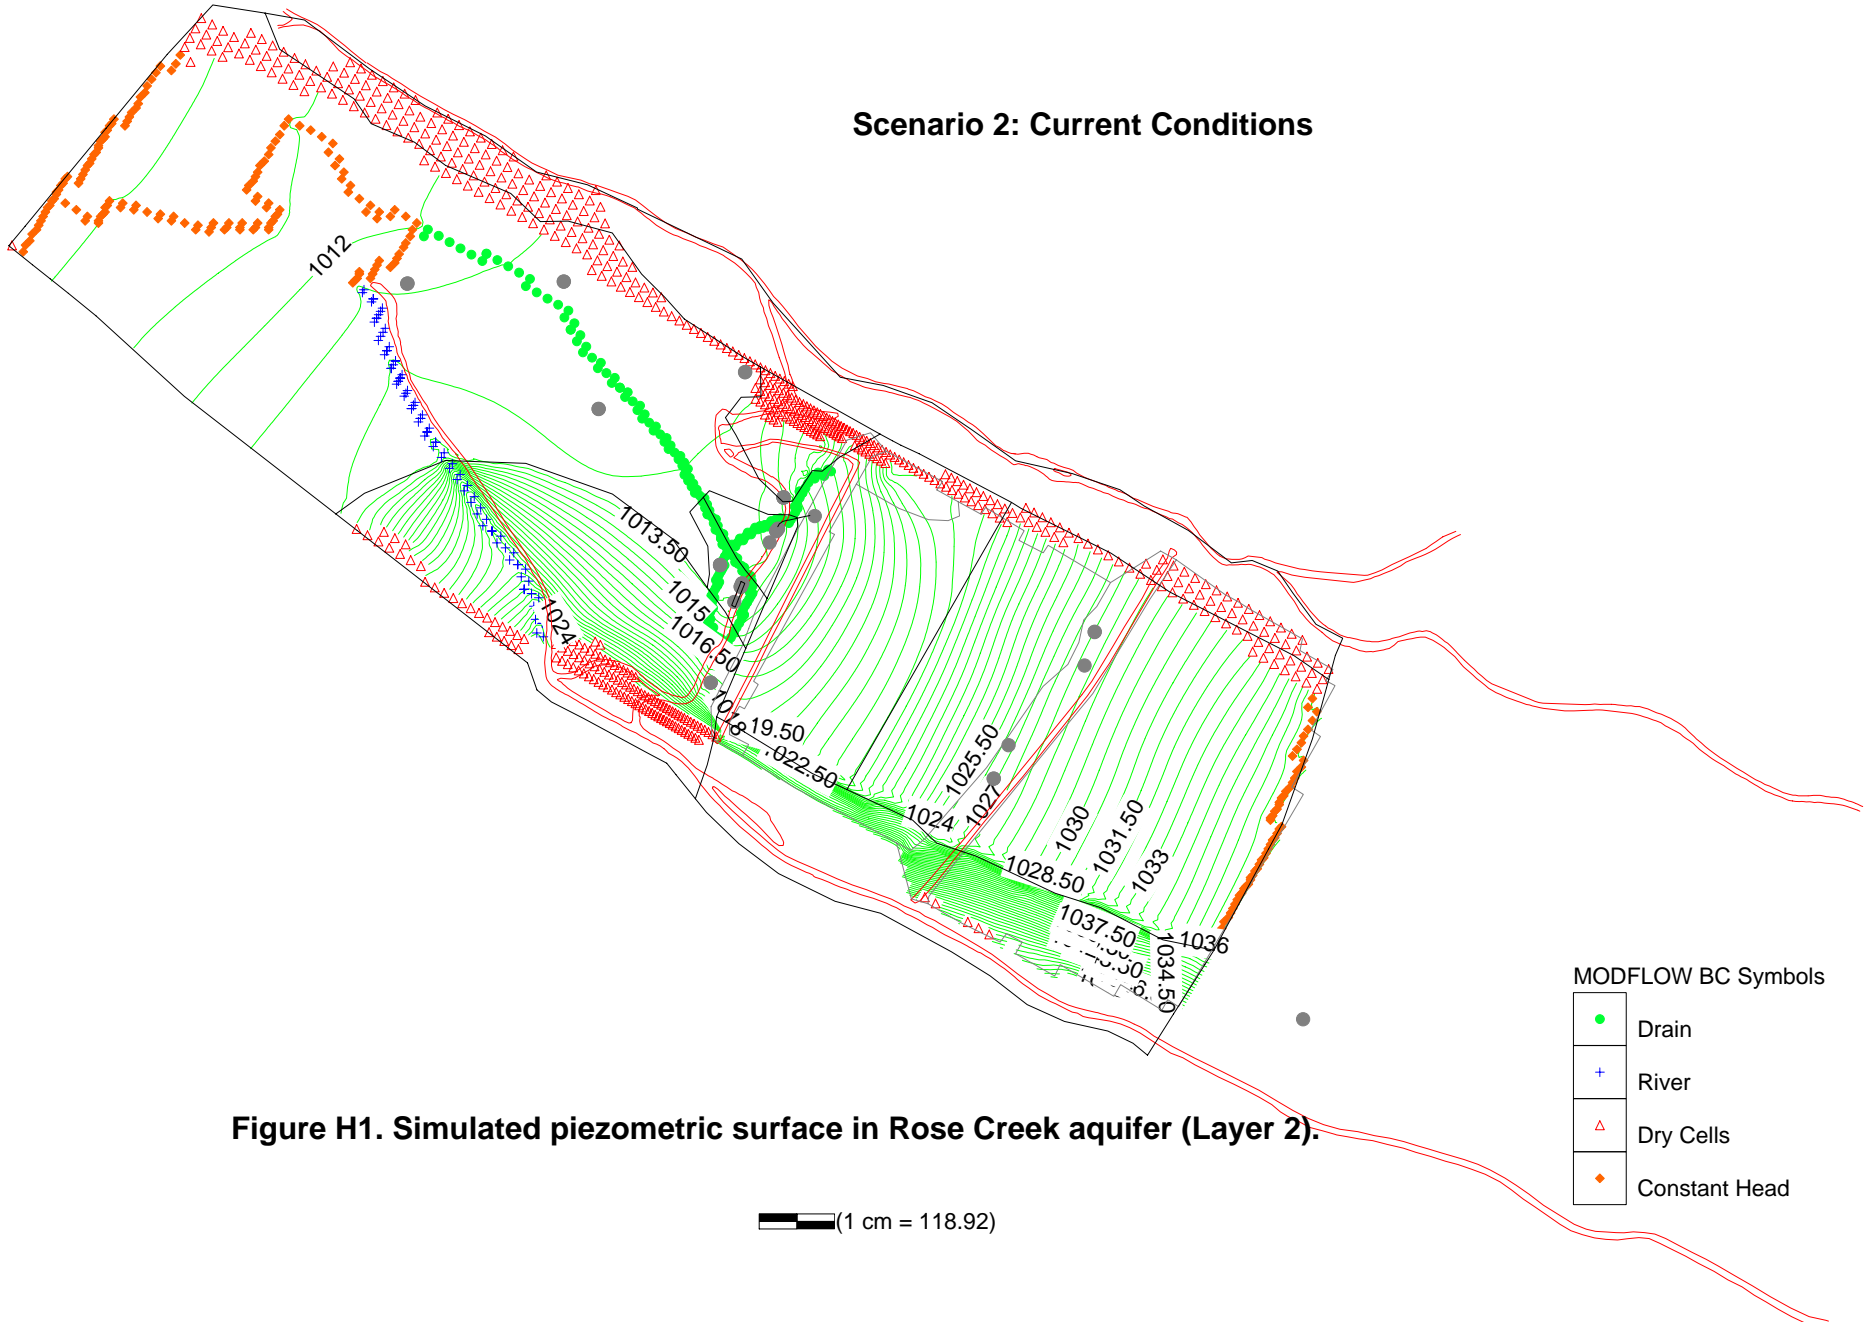 Scenario 2: Current Conditions
1012
1013.50
1015
1016.50
1018
1024
19.50
022.50
1024
1025.50
1027
1028.50
1030
1031.50
1033
1037.50
1036
1034.50
MODFLOW BC Symbols
Drain
River
Dry Cells
Constant Head
Figure H1. Simulated piezometric surface in Rose Creek aquifer (Layer 2).
(1 cm = 118.92)